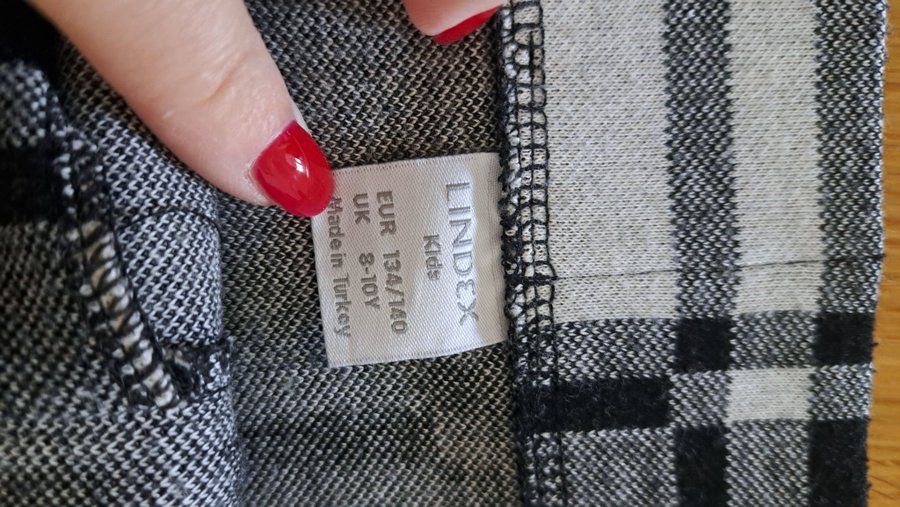 LINDEX
Kids
EUR 134/140
UK 8-10Y
Made in Turkey